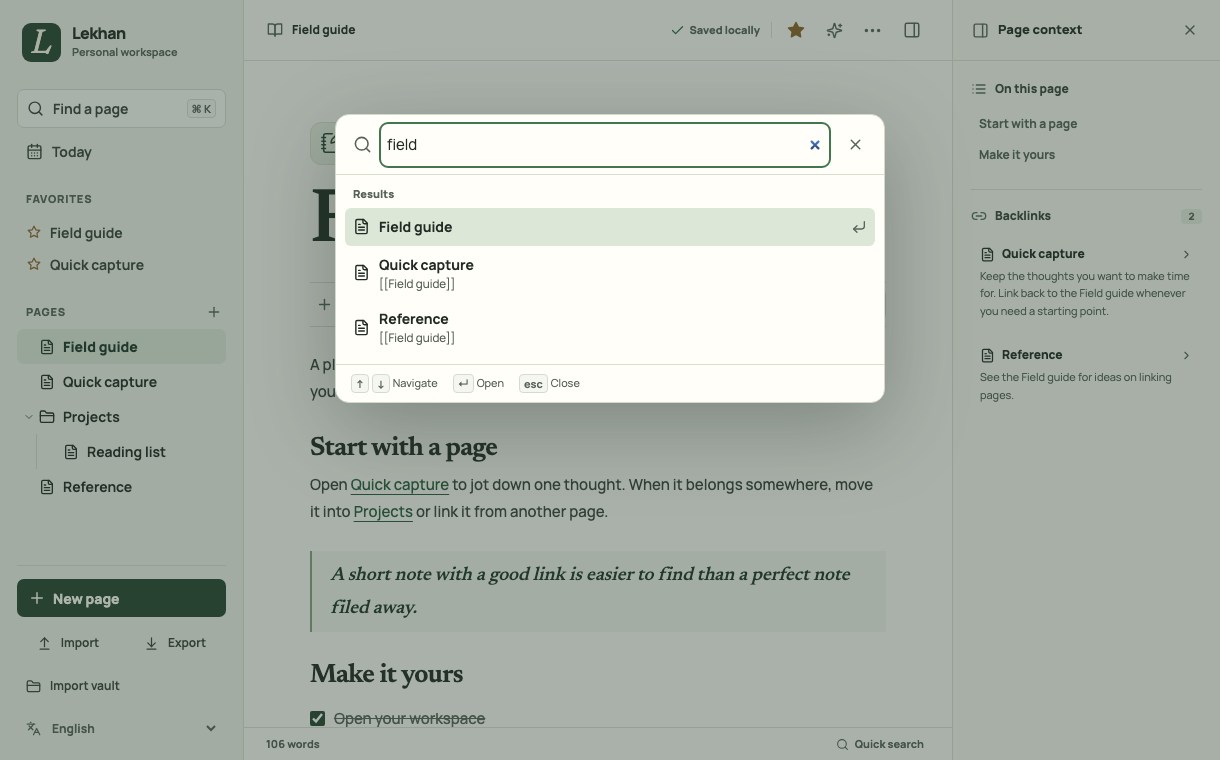 Lekhan
Personal workspace
Find a page
⌘ K
Today
FAVORITES
Field guide
Quick capture
PAGES
Field guide
Quick capture
Projects
Reading list
Reference
New page
Import
Export
Import vault
English
Field guide
Saved locally
field
Results
Field guide
Quick capture
[[Field guide]]
Reference
[[Field guide]]
↑ ↓ Navigate
↵ Open
esc Close
A
you
Start with a page
Open Quick capture to jot down one thought. When it belongs somewhere, move
it into Projects or link it from another page.
A short note with a good link is easier to find than a perfect note
filed away.
Make it yours
Open your workspace
106 words
Quick search
Page context
On this page
Start with a page
Make it yours
Backlinks
2
Quick capture
Keep the thoughts you want to make time
for. Link back to the Field guide whenever
you need a starting point.
Reference
See the Field guide for ideas on linking
pages.